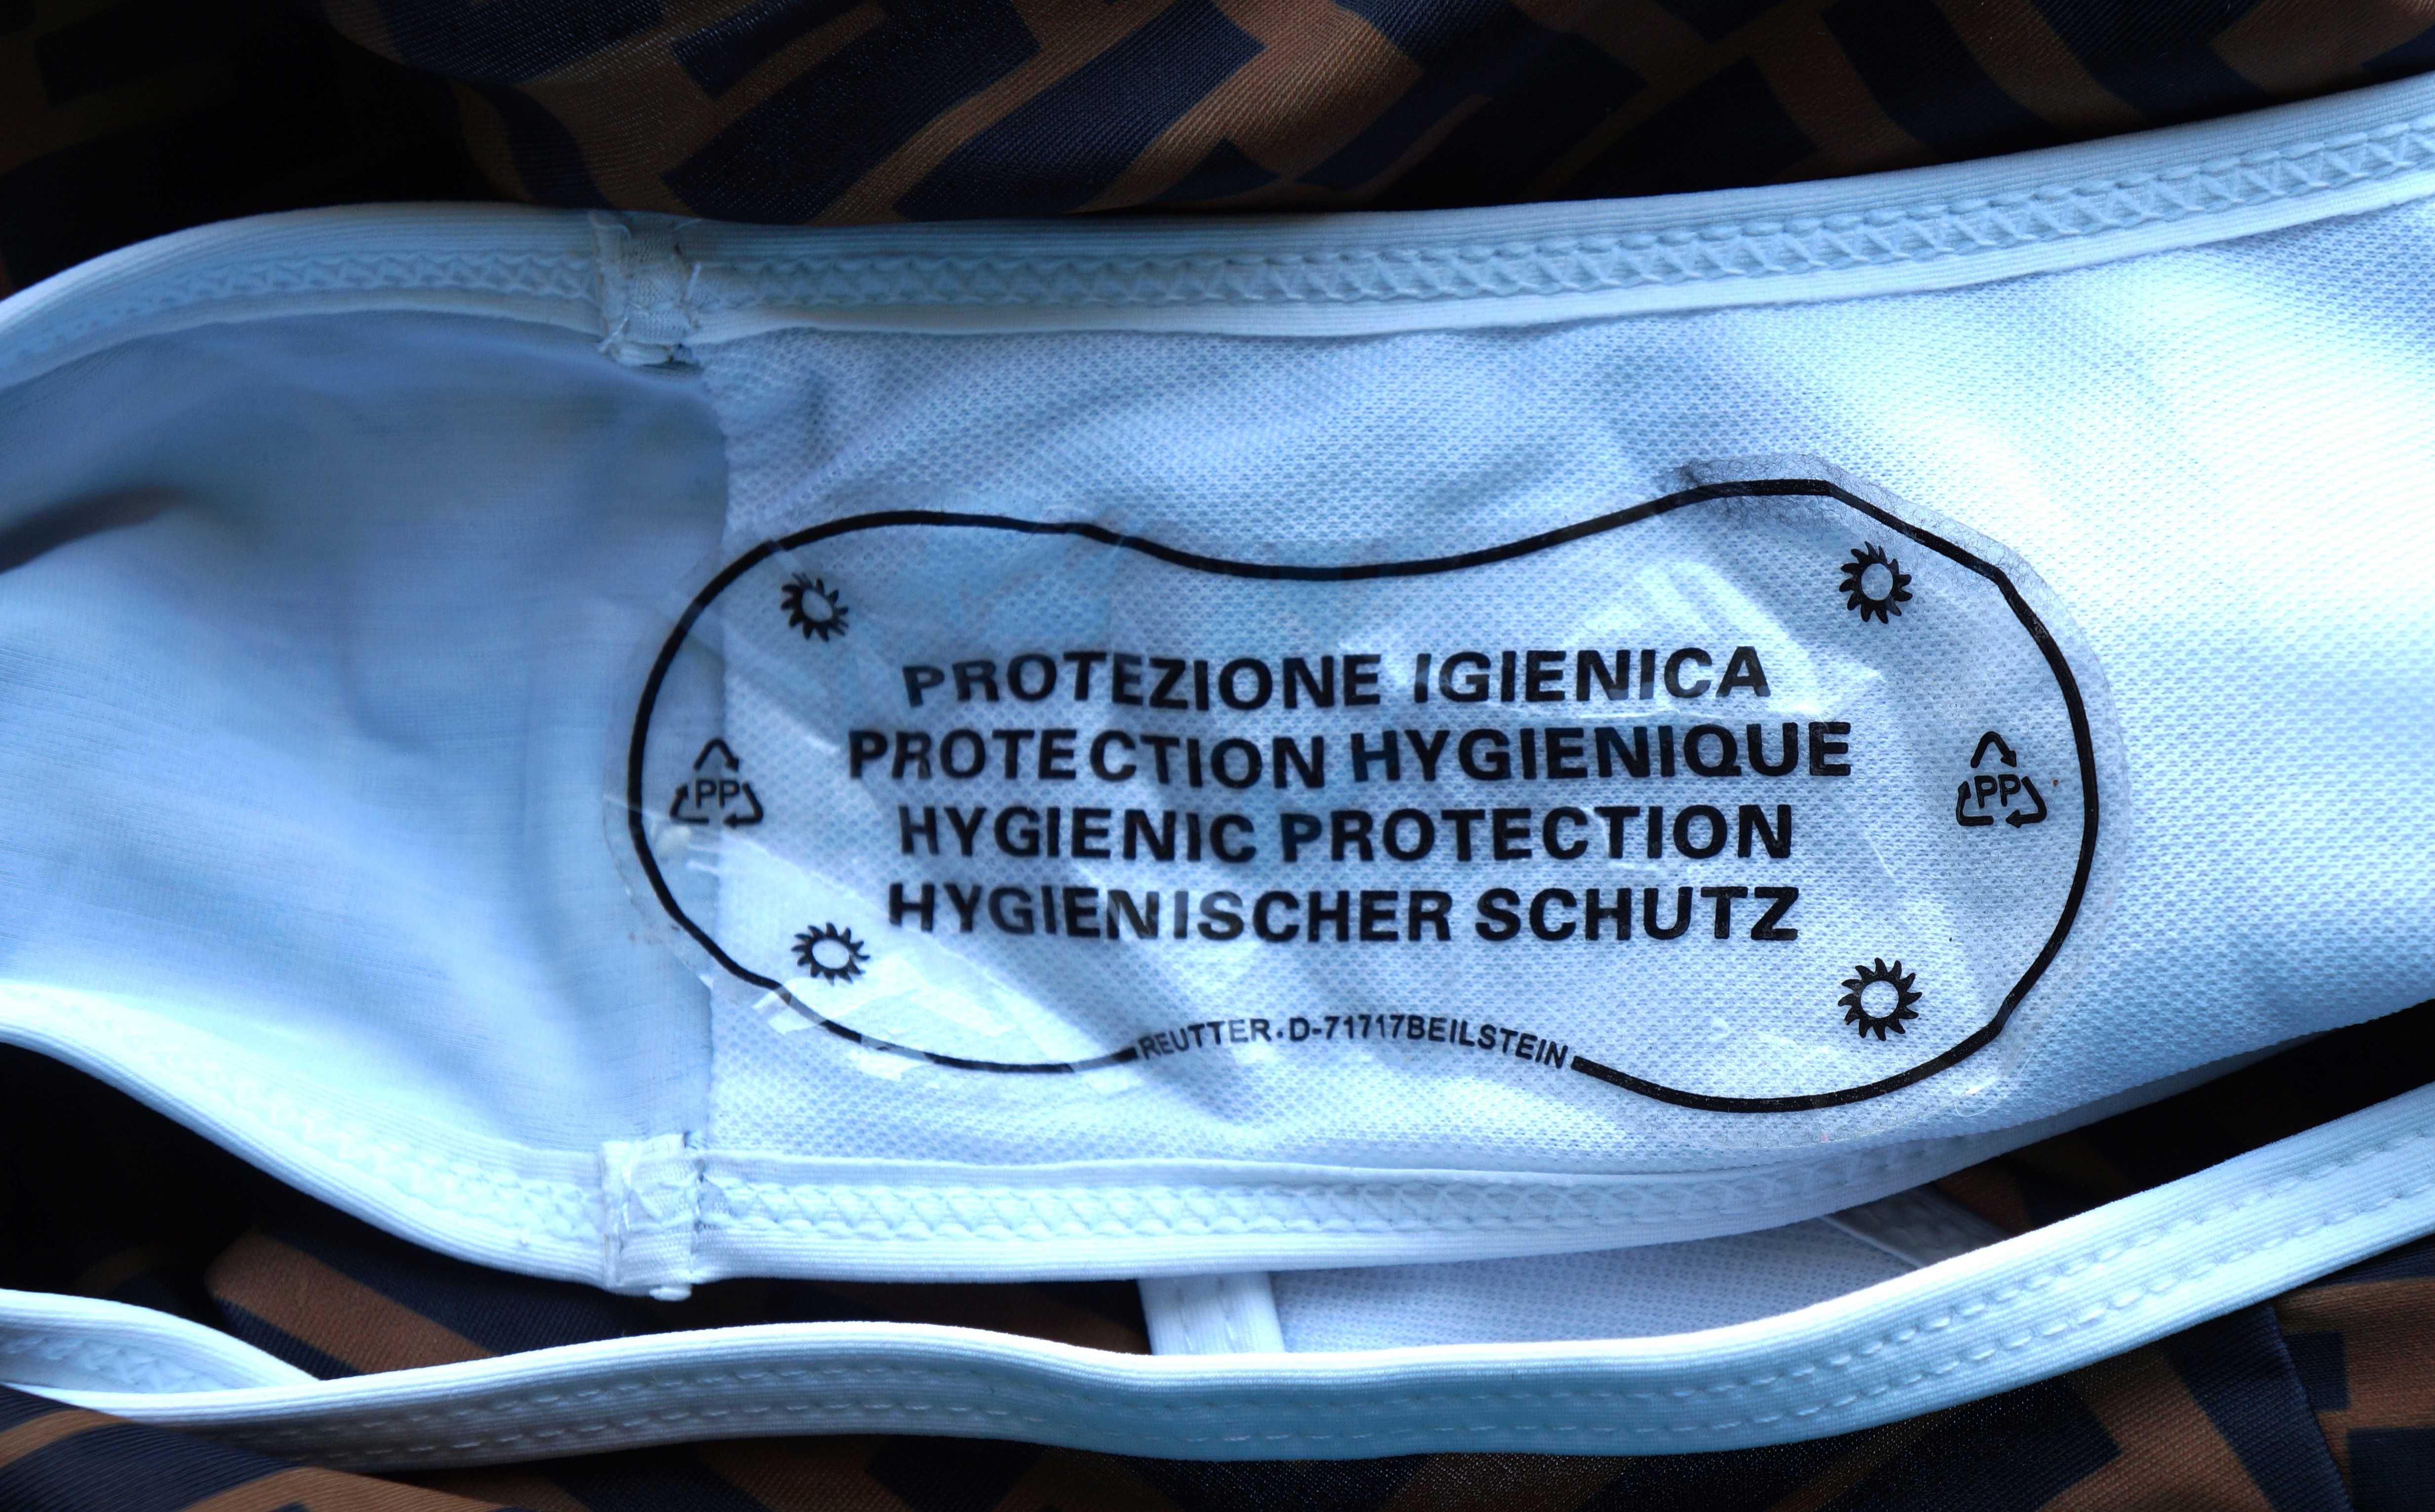 PROTEZIONE IGIENICA
PROTECTION HYGIENIQUE
PP
PP
HYGIENIC PROTECTION
HYGIENISCHER SCHUTZ
REUTTER.D-71717BEILSTEIN